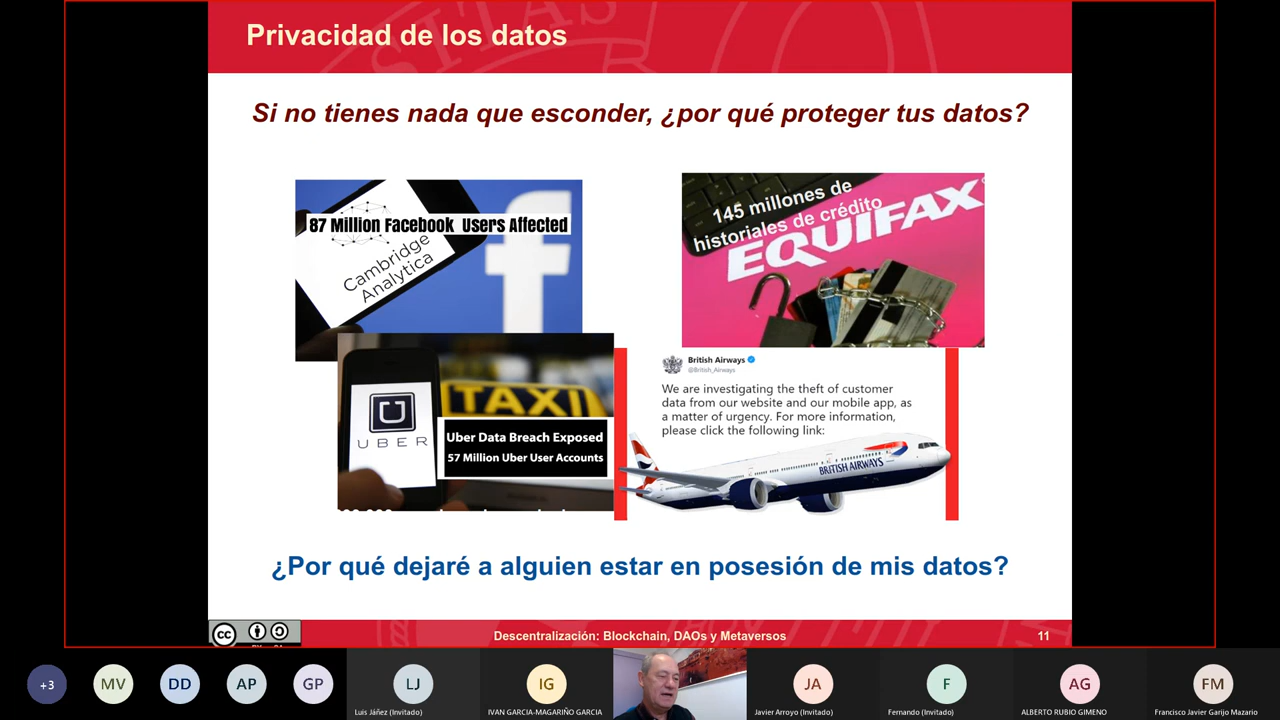 Privacidad de los datos
Si no tienes nada que esconder, ¿por qué proteger tus datos?
87 Million Facebook Users Affected
Cambridge
Analytica
145 millones de
historiales de crédito
EQUIFAX
UBER
TAXI
Uber Data Breach Exposed
57 Million Uber User Accounts
British Airways
@British_Airways
We are investigating the theft of customer
data from our website and our mobile app, as
a matter of urgency. For more information,
please click the following link:
BRITISH AIRWAYS
¿Por qué dejaré a alguien estar en posesión de mis datos?
cc
Descentralización: Blockchain, DAOs y Metaversos
11
+3
MV
DD
AP
GP
LJ
Luis Jáñez (Invitado)
IG
IVAN GARCIA-MAGARIÑO GARCIA
JA
Javier Arroyo (Invitado)
F
Fernando (Invitado)
AG
ALBERTO RUBIO GIMENO
FM
Francisco Javier Garijo Mazario